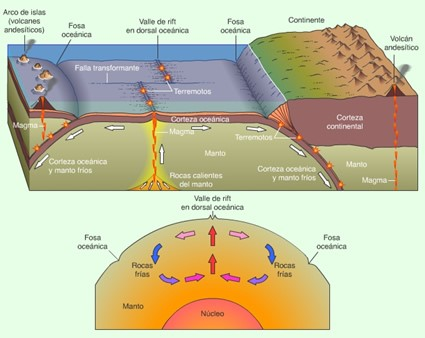 Arco de islas
(volcanes
andesíticos)
Fosa
oceánica
Valle de rift
en dorsal oceánica
Fosa
oceánica
Continente
Volcán
andesítico
Falla transformante
Terremotos
Magma
Corteza oceánica
Magma
Terremotos
Corteza
continental
Manto
Corteza oceánica
y manto fríos
Rocas calientes
del manto
Corteza oceánica
y manto fríos
Manto
Magma
Valle de rift
en dorsal oceánica
Fosa
oceánica
Fosa
oceánica
Rocas
frías
Rocas
frías
Manto
Núcleo